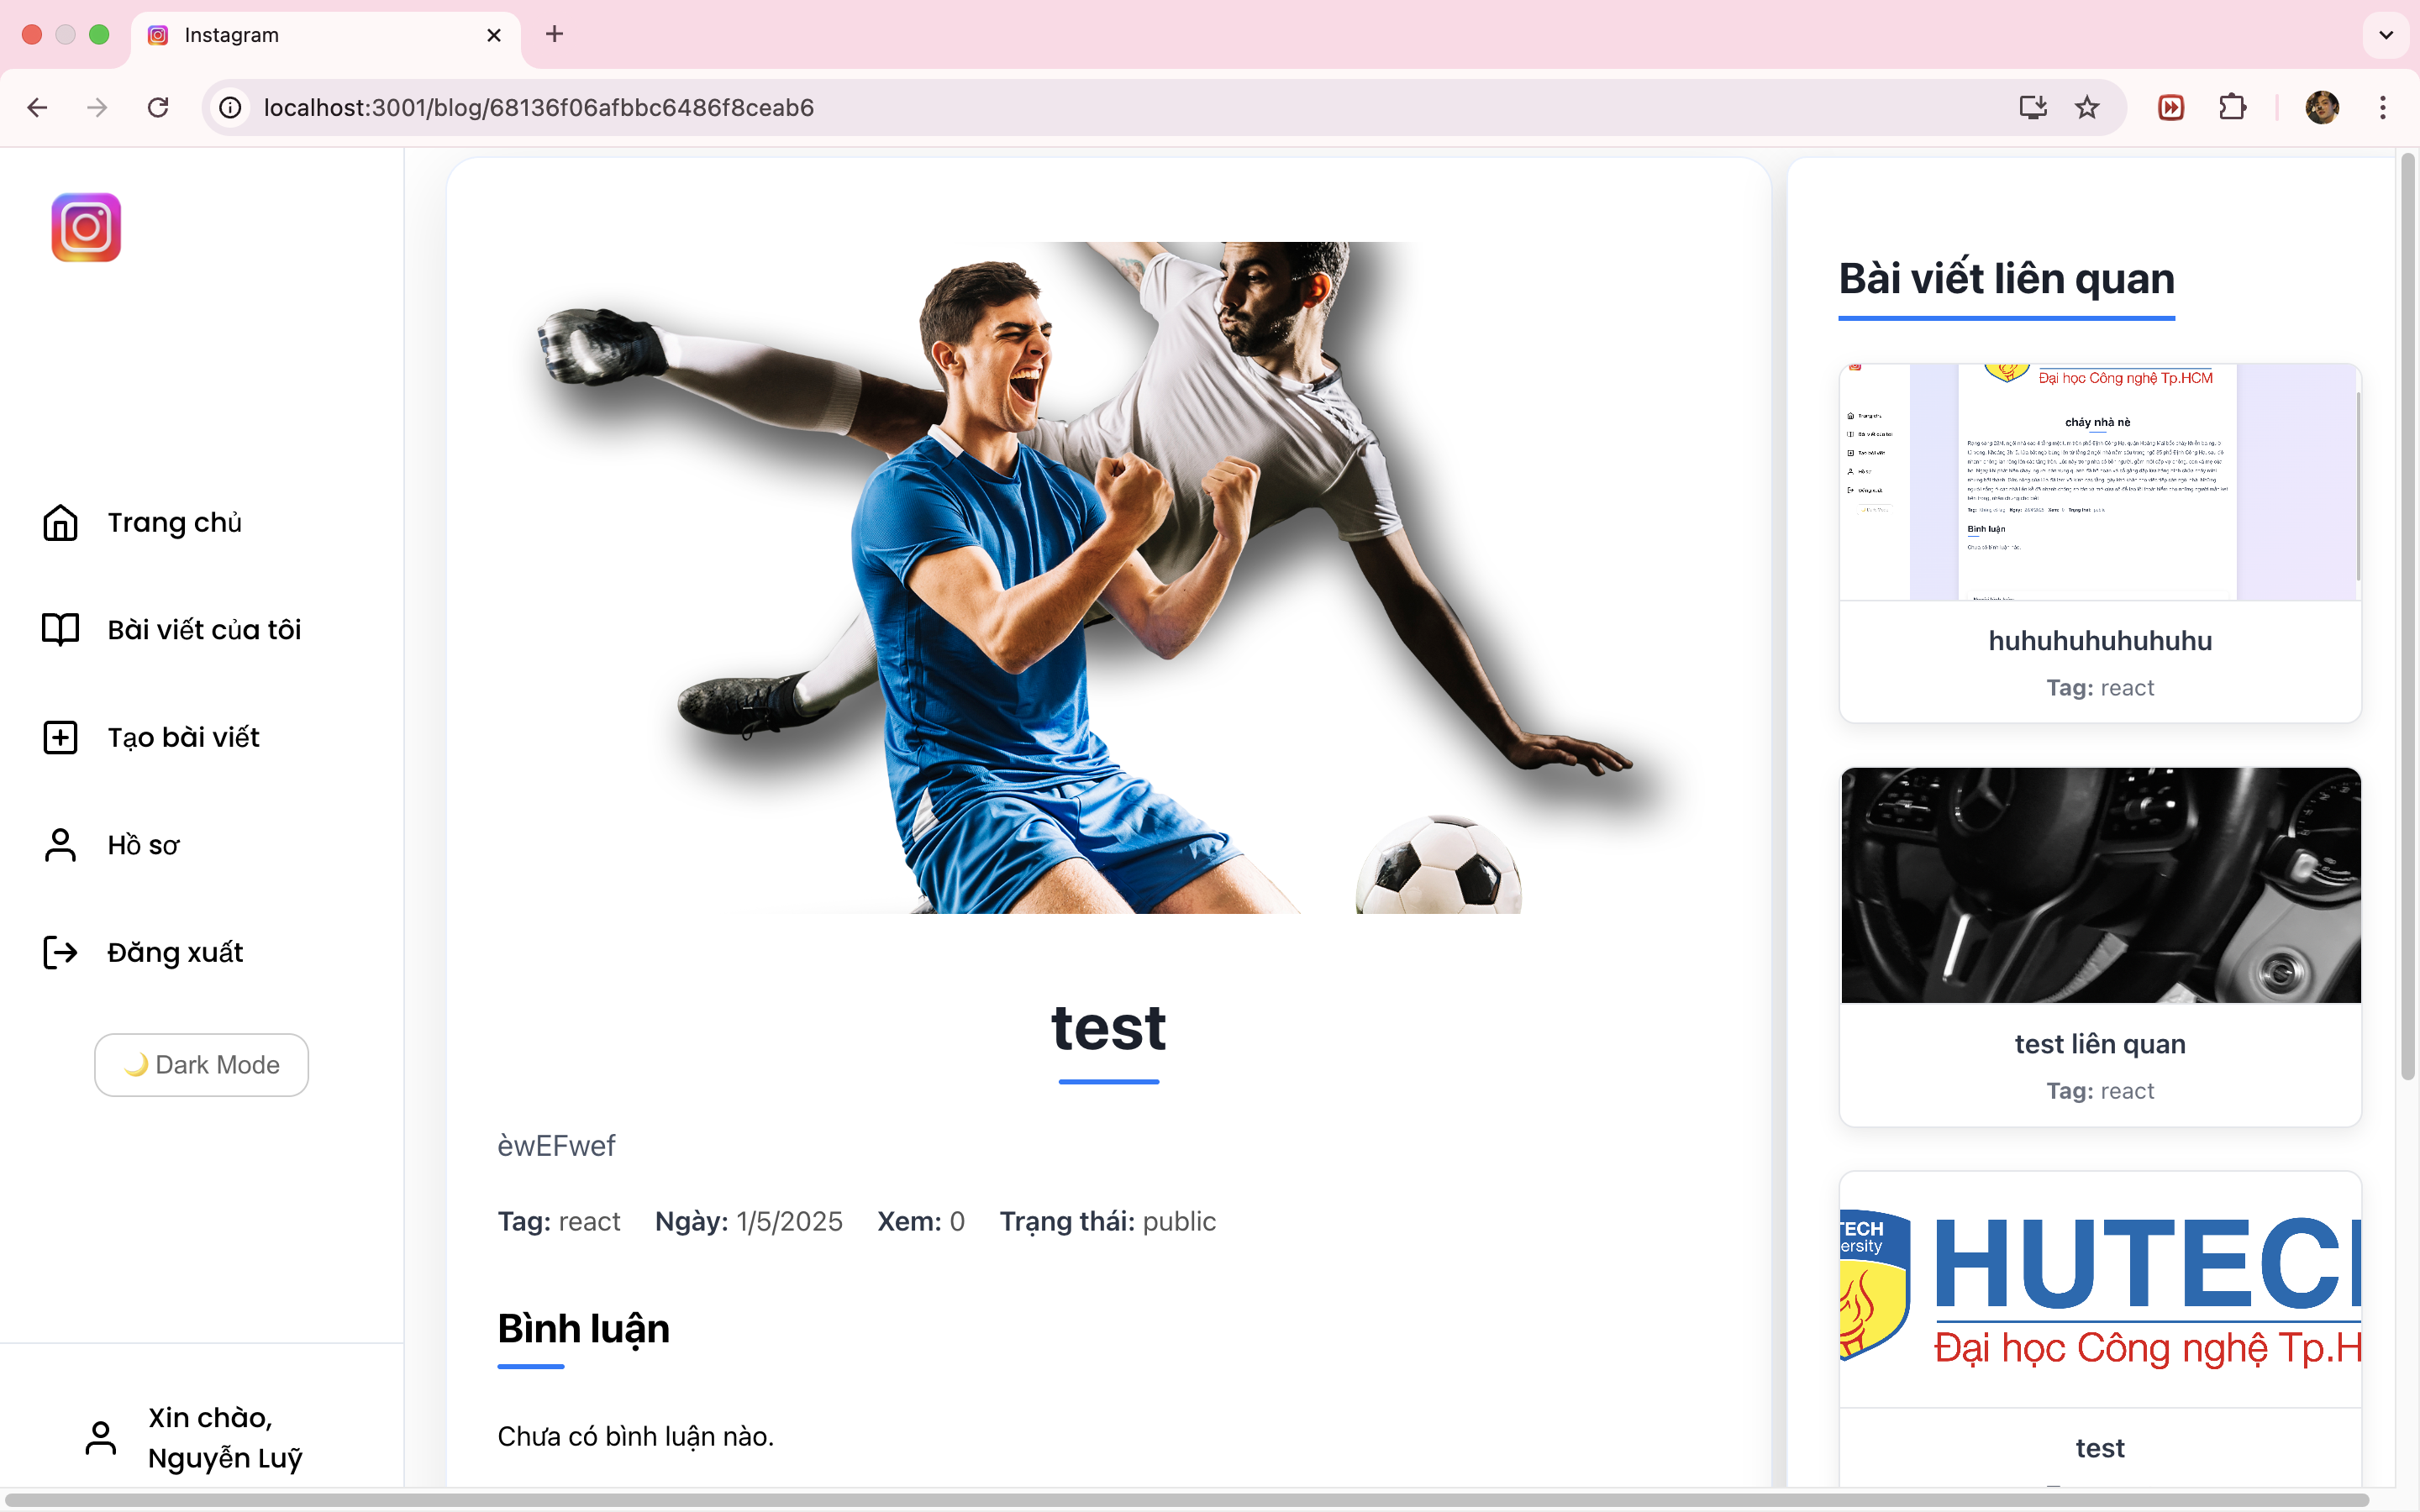 Instagram
localhost:3001/blog/68136f06afbbc6486f8ceab6
Trang chủ
Bài viết của tôi
Tạo bài viết
Hồ sơ
Đăng xuất
🌙 Dark Mode
Xin chào,
Nguyễn Luỹ
test
èwEFwef
Tag: react Ngày: 1/5/2025 Xem: 0 Trạng thái: public
Bình luận
Chưa có bình luận nào.
Bài viết liên quan
Đại học Công nghệ Tp.HCM
cháy nhà nè
Bình luận
huhuhuhuhuhuhu
Tag: react
test liên quan
Tag: react
TECH
ersity
HUTEC
Đại học Công nghệ Tp.H
test